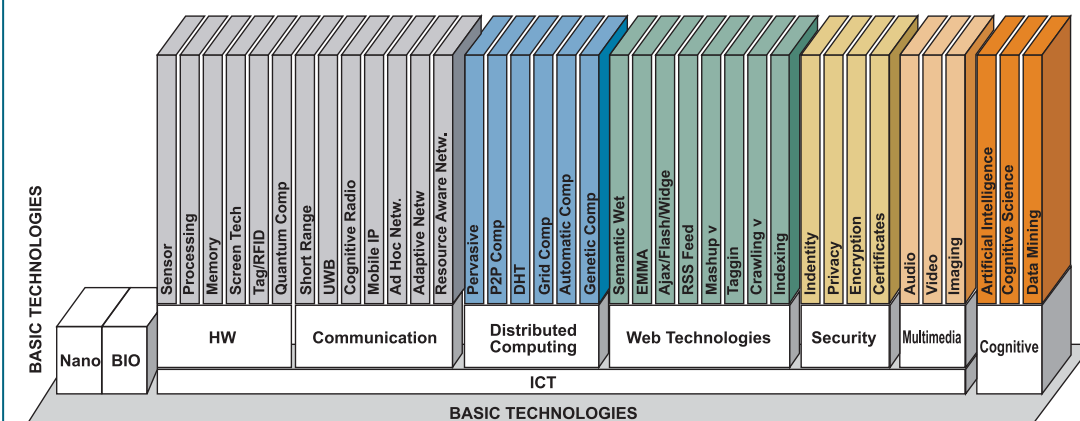 BASIC TECHNOLOGIES
Sensor
Processing
Memory
Screen Tech
Tag/RFID
Quantum Comp
Short Range
UWB
Cognitive Radio
Mobile IP
Ad Hoc Netw.
Adaptive Netw
Resource Aware Netw.
Pervasive
P2P Comp
DHT
Grid Comp
Automatic Comp
Genetic Comp
Semantic Wet
EMMA
Ajax/Flash/Widge
RSS Feed
Mashup v
Taggin
Crawling v
Indexing
Indentity
Privacy
Encryption
Certificates
Audio
Video
Imaging
Artificial Intelligence
Cognitive Science
Data Mining
Nano
BIO
HW
Communication
Distributed
Computing
Web Technologies
Security
Multimedia
Cognitive
ICT
BASIC TECHNOLOGIES